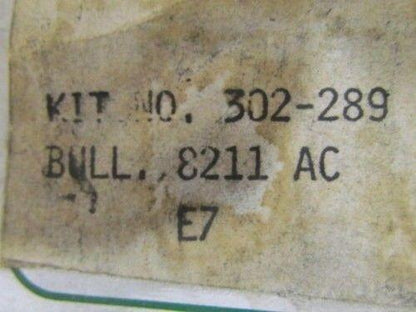 KIT NO. 302-289
BULL. 8211 AC
E7